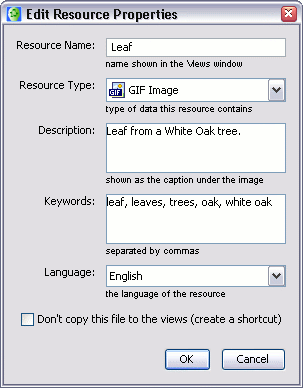 Edit Resource Properties
Resource Name: Leaf
name shown in the Views window
Resource Type: GIF GIF Image
type of data this resource contains
Description: Leaf from a White Oak tree.
shown as the caption under the image
Keywords: leaf, leaves, trees, oak, white oak
separated by commas
Language: English
the language of the resource
Don't copy this file to the views (create a shortcut)
OK Cancel